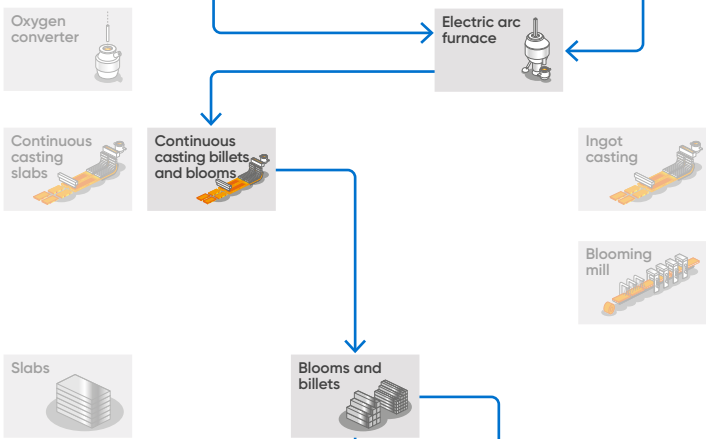 Oxygen
converter
Electric arc
furnace
Continuous
casting
slabs
Continuous
casting billets
and blooms
Ingot
casting
Blooming
mill
Slabs
Blooms and
billets